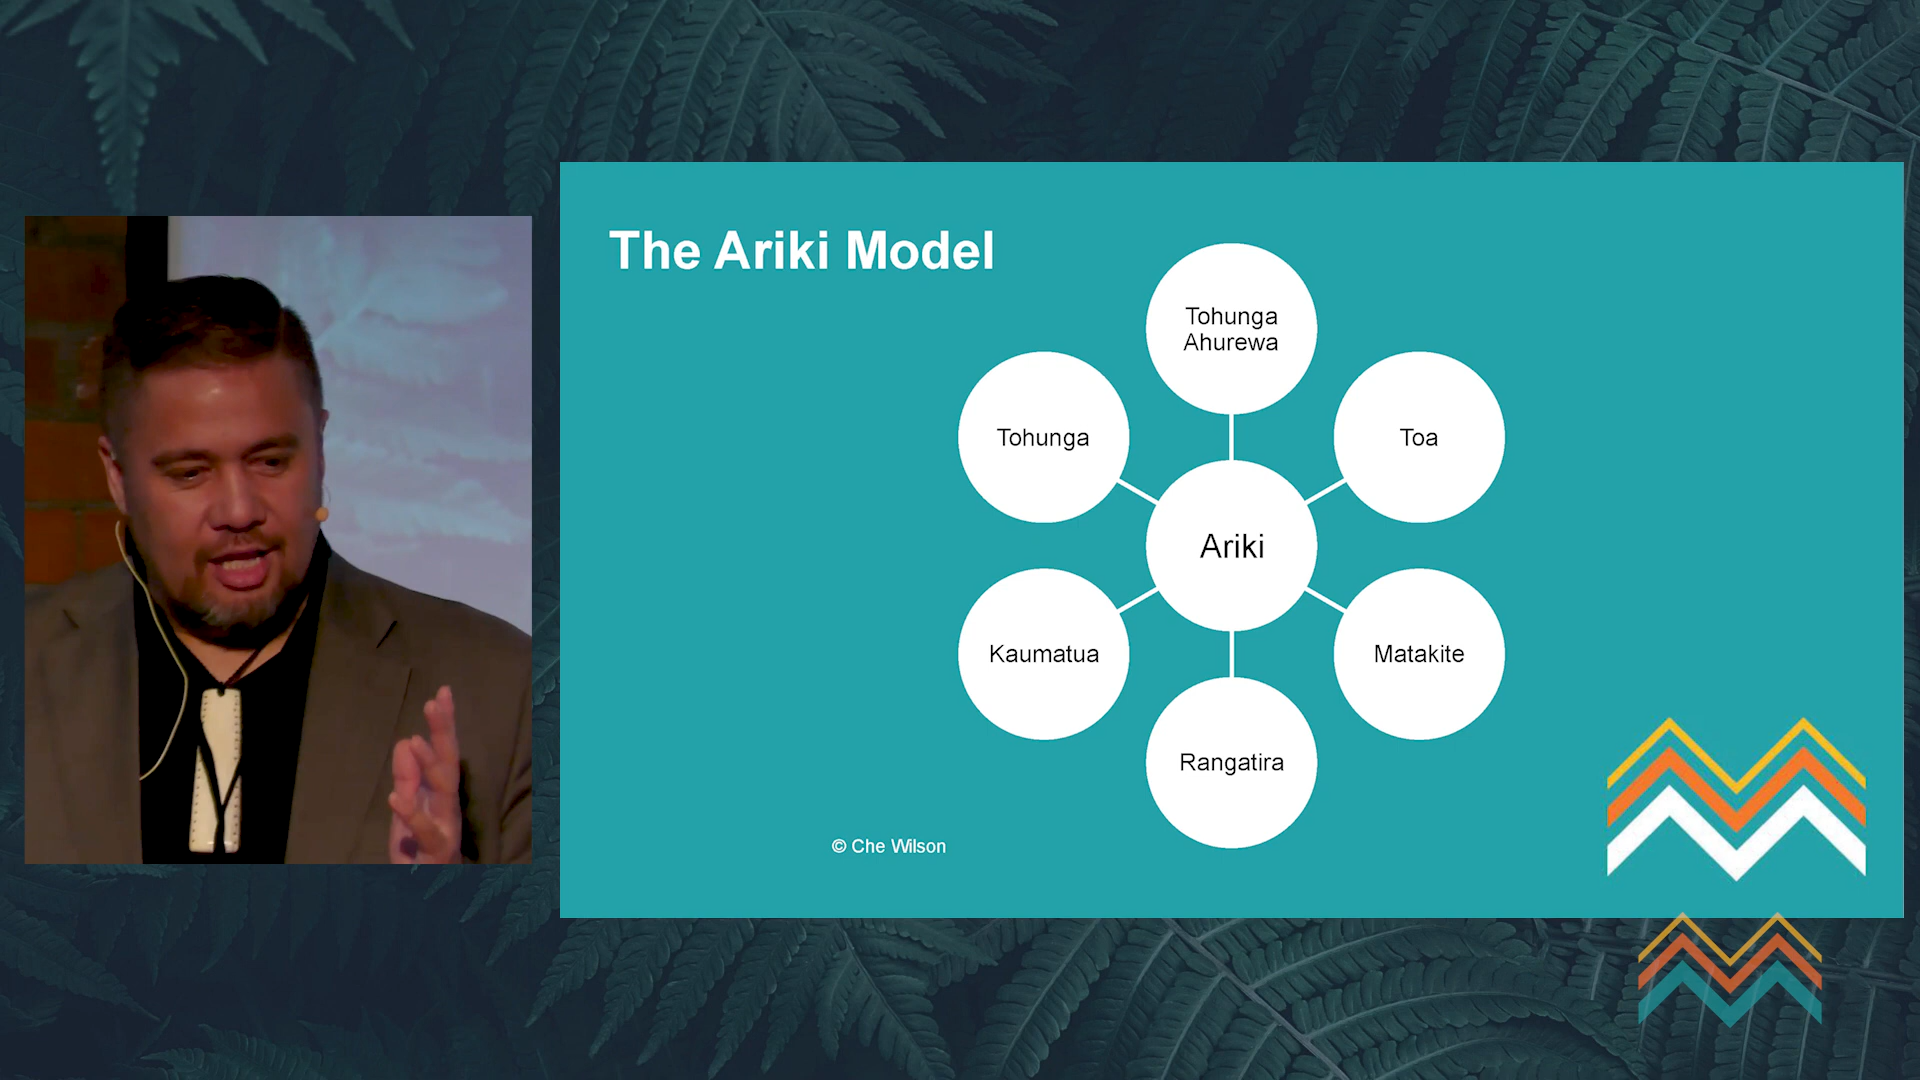 The Ariki Model
Tohunga
Ahurewa
Tohunga
Toa
Ariki
Kaumatua
Matakite
Rangatira
© Che Wilson